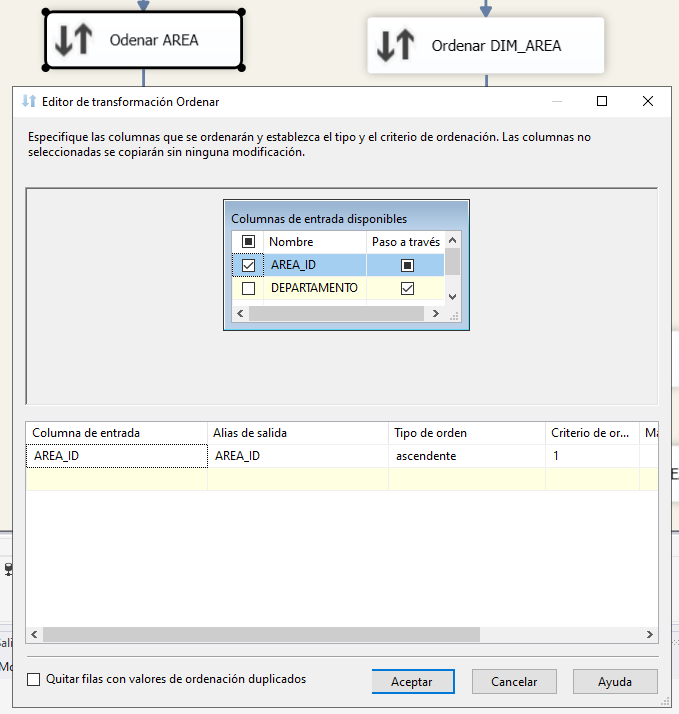 Odenar AREA
Ordenar DIM_AREA
Editor de transformación Ordenar
Especifique las columnas que se ordenarán y establezca el tipo y el criterio de ordenación. Las columnas no
seleccionadas se copiarán sin ninguna modificación.
Columnas de entrada disponibles
Nombre Paso a través
AREA_ID
DEPARTAMENTO
Columna de entrada Alias de salida Tipo de orden Criterio de or...
AREA_ID AREA_ID ascendente 1
Quitar filas con valores de ordenación duplicados
Aceptar Cancelar Ayuda